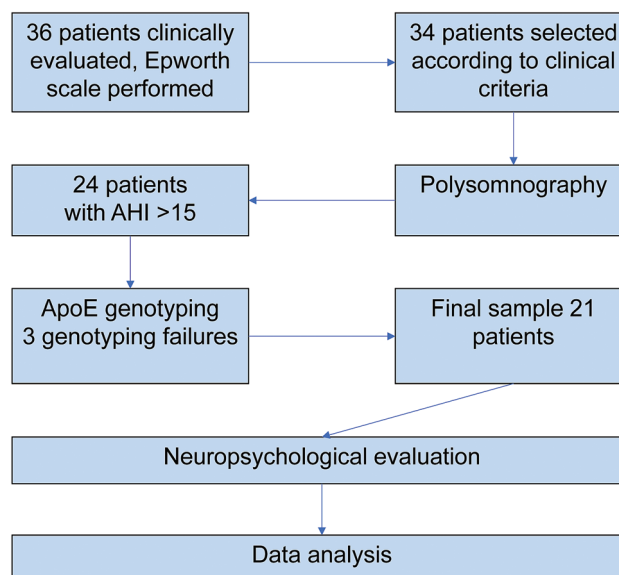 36 patients clinically
evaluated, Epworth
scale performed
34 patients selected
according to clinical
criteria
Polysomnography
24 patients
with AHI >15
ApoE genotyping
3 genotyping failures
Final sample 21
patients
Neuropsychological evaluation
Data analysis